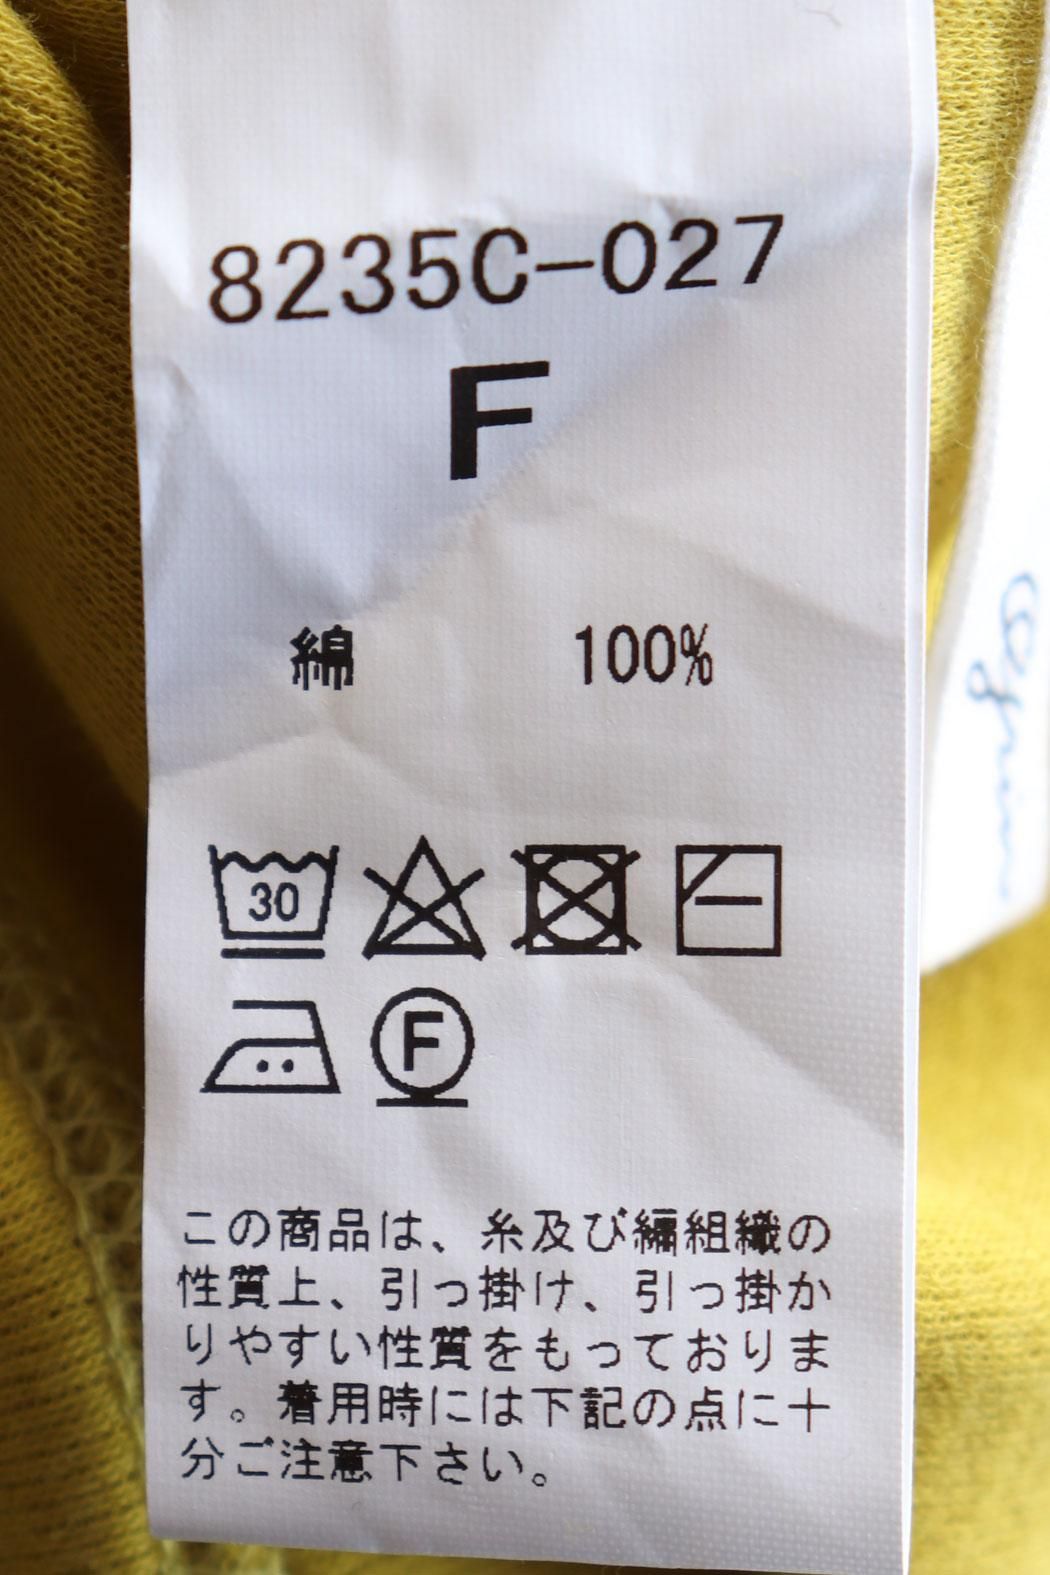 8235C-027
F
綿 100%
30
F
この商品は、糸及び編組織の
性質上、引っ掛け、引っ掛か
りやすい性質をもっておりま
す。着用時には下記の点に十
分ご注意下さい。